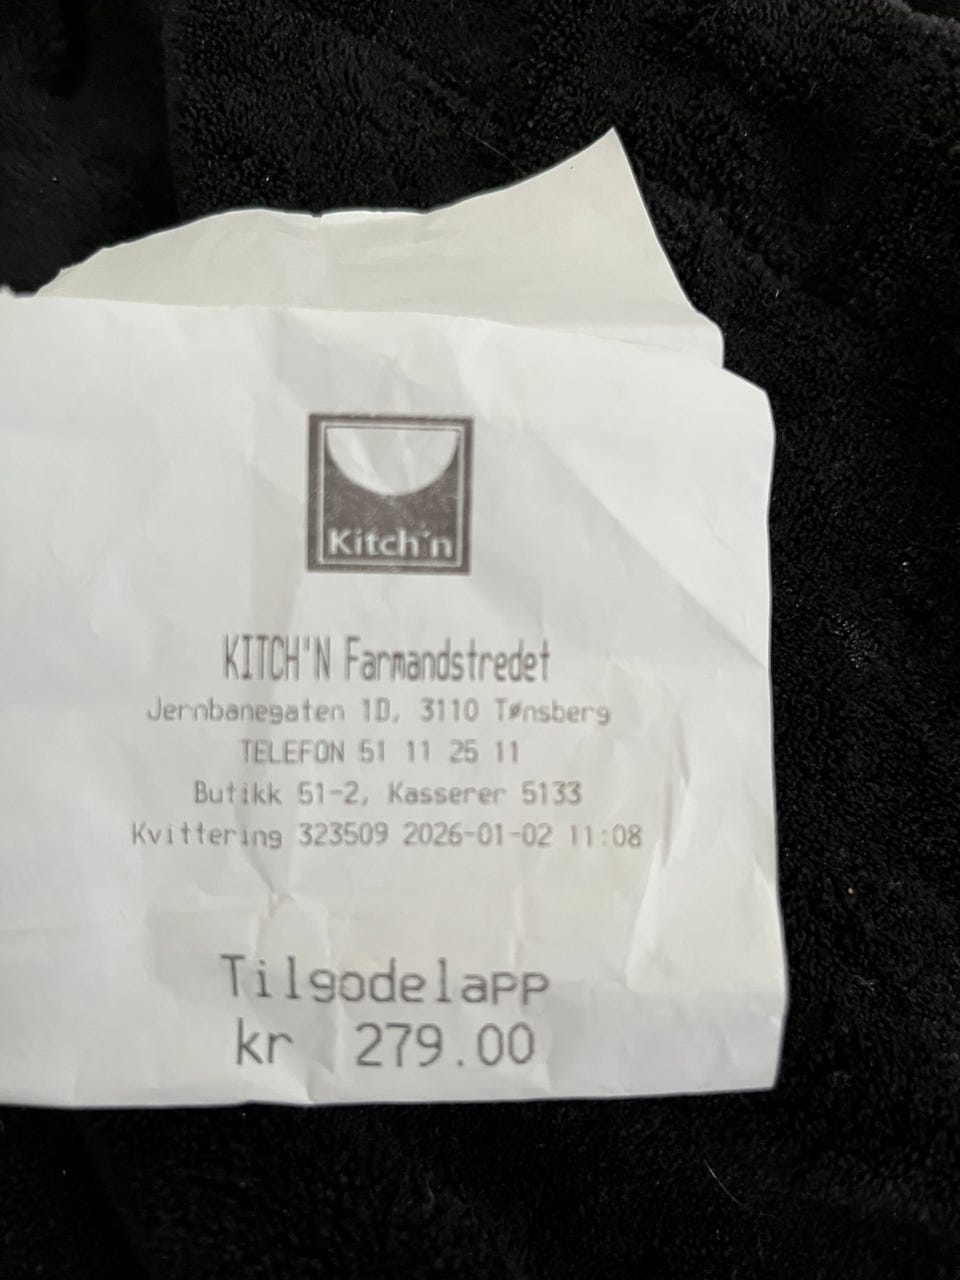 Kitch'n
KITCH'N Farmandstredet
Jernbanegaten 1D, 3110 Tønsberg
TELEFON 51 11 25 11
Butikk 51-2, Kasserer 5133
Kvittering 323509 2026-01-02 11:08
Tilgodelapp
kr 279.00